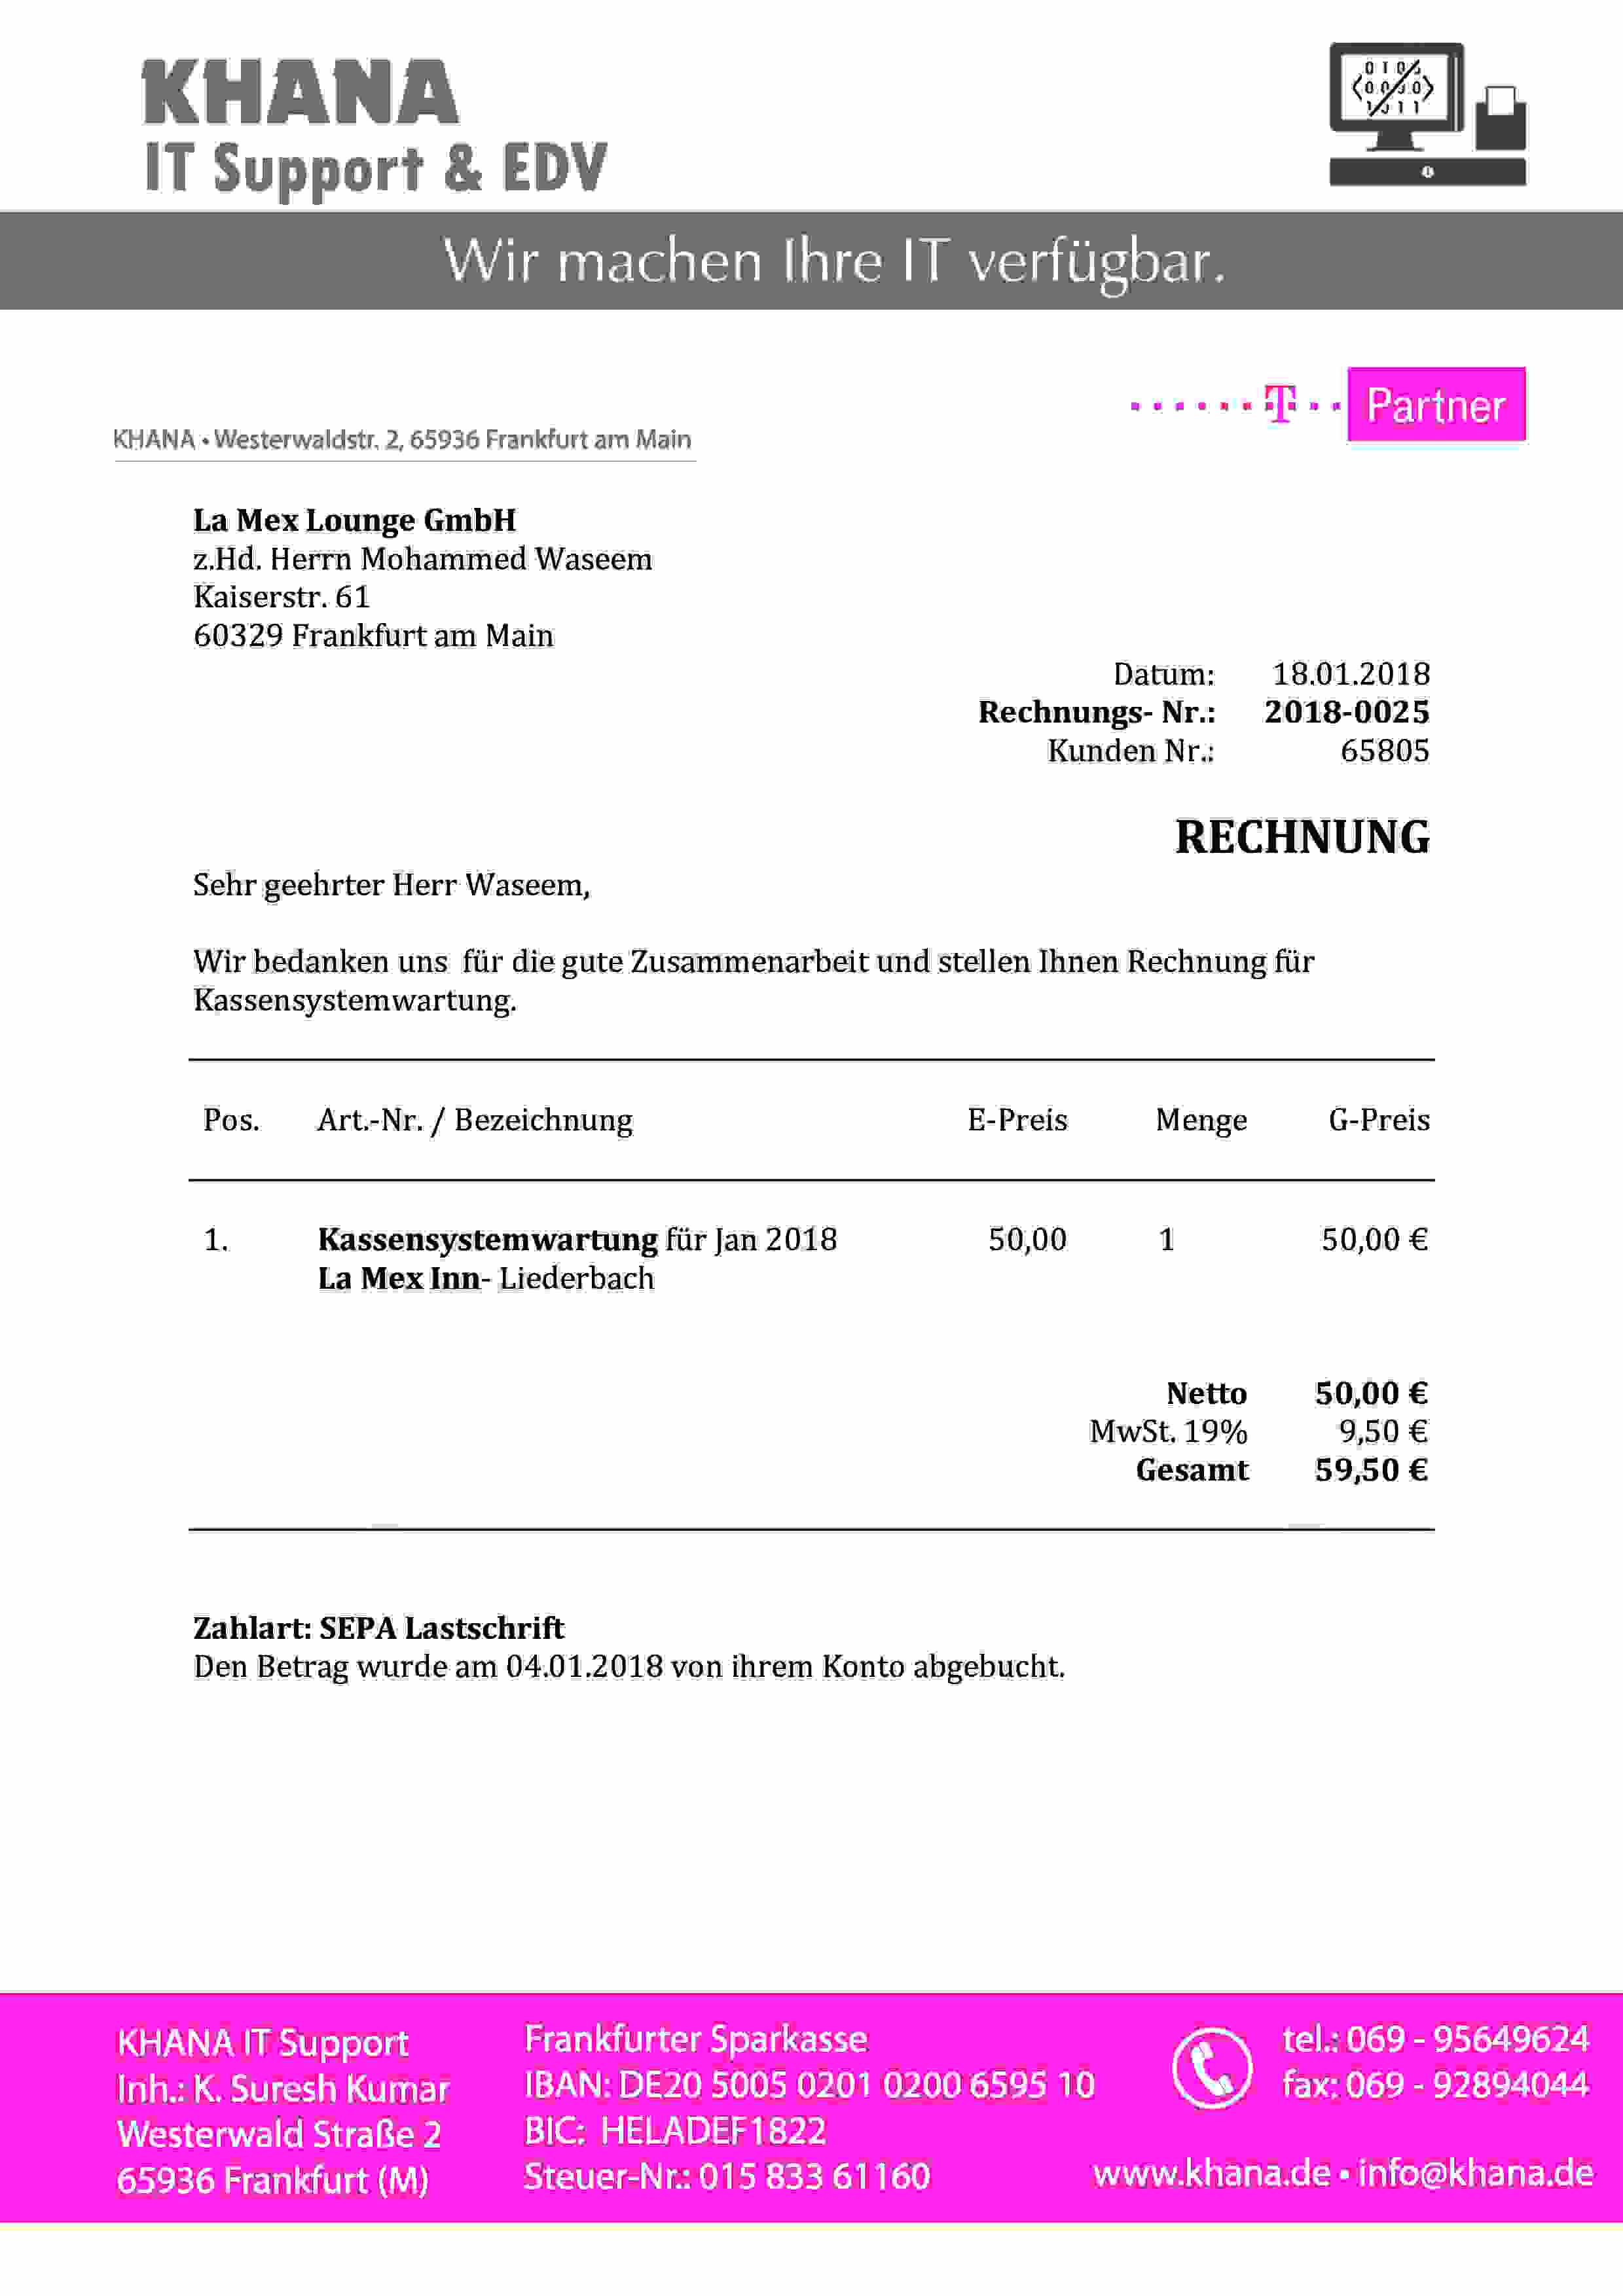 KHANA
IT Support & EDV
Wir machen Ihre IT verfügbar.
T Partner
KHANA • Westerwaldstr. 2, 65936 Frankfurt am Main
La Mex Lounge GmbH
z.Hd. Herrn Mohammed Waseem
Kaiserstr. 61
60329 Frankfurt am Main
Datum: 18.01.2018
Rechnungs- Nr.: 2018-0025
Kunden Nr.: 65805
RECHNUNG
Sehr geehrter Herr Waseem,
Wir bedanken uns für die gute Zusammenarbeit und stellen Ihnen Rechnung für
Kassensystemwartung.
Pos. Art.-Nr. / Bezeichnung E-Preis Menge G-Preis
1. Kassensystemwartung für Jan 2018 50,00 1 50,00 €
La Mex Inn- Liederbach
Netto 50,00 €
MwSt. 19% 9,50 €
Gesamt 59,50 €
Zahlart: SEPA Lastschrift
Den Betrag wurde am 04.01.2018 von ihrem Konto abgebucht.
KHANA IT Support
Inh.: K. Suresh Kumar
Westerwald Straße 2
65936 Frankfurt (M)
Frankfurter Sparkasse
IBAN: DE20 5005 0201 0200 6595 10
BIC: HELADEF1822
Steuer-Nr.: 015 833 61160
tel.: 069 - 95649624
fax: 069 - 92894044
www.khana.de • info@khana.de